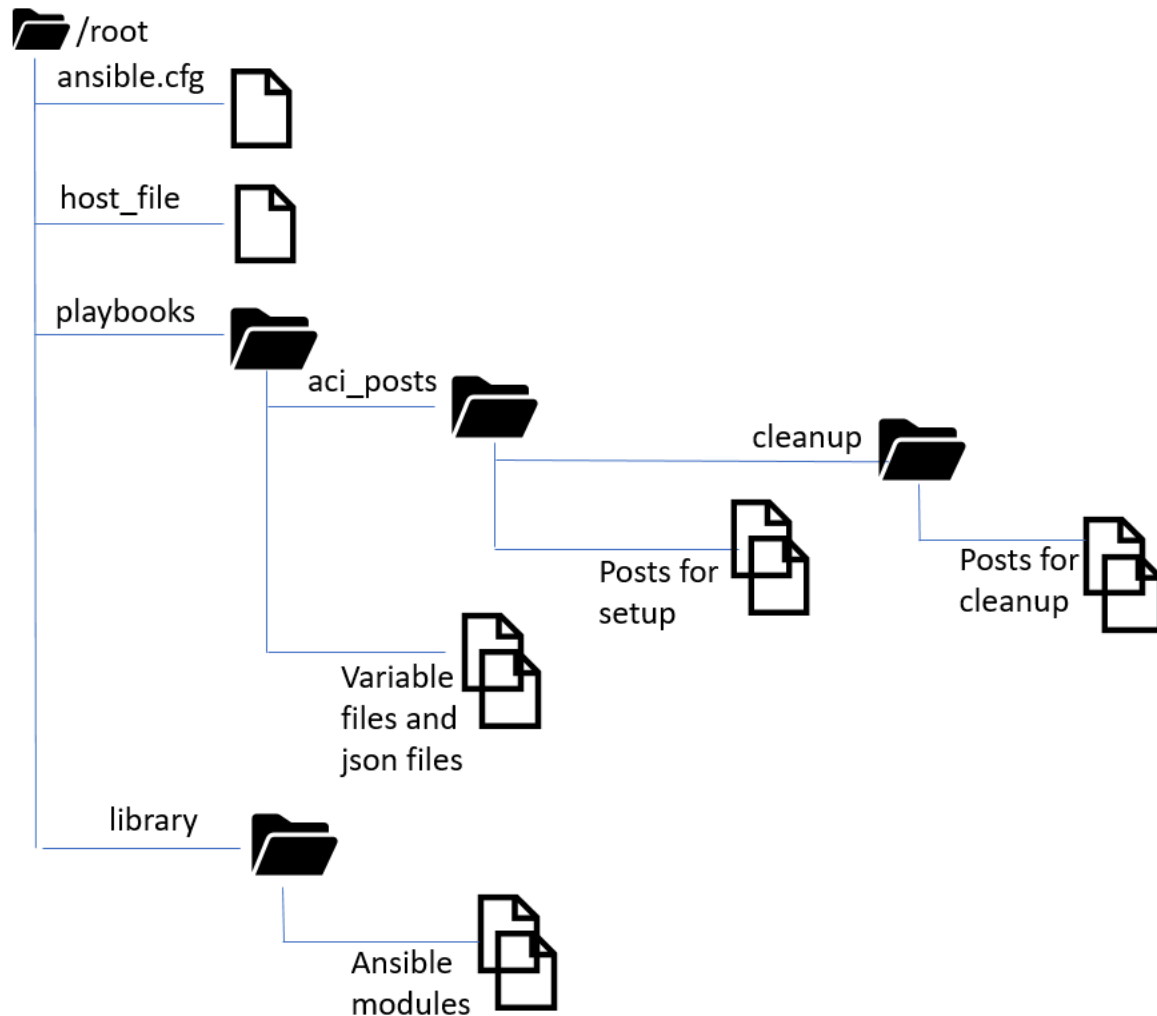 /root
ansible.cfg
host_file
playbooks
aci_posts
cleanup
Posts for
setup
Posts for
cleanup
Variable
files and
json files
library
Ansible
modules